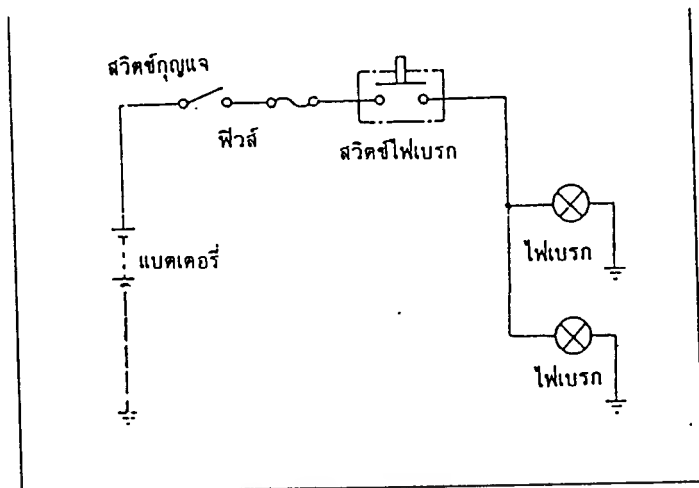 สวิตช์กุญแจ
ฟิวส์
สวิตช์ไฟเบรก
แบตเตอรี่
ไฟเบรก
ไฟเบรก